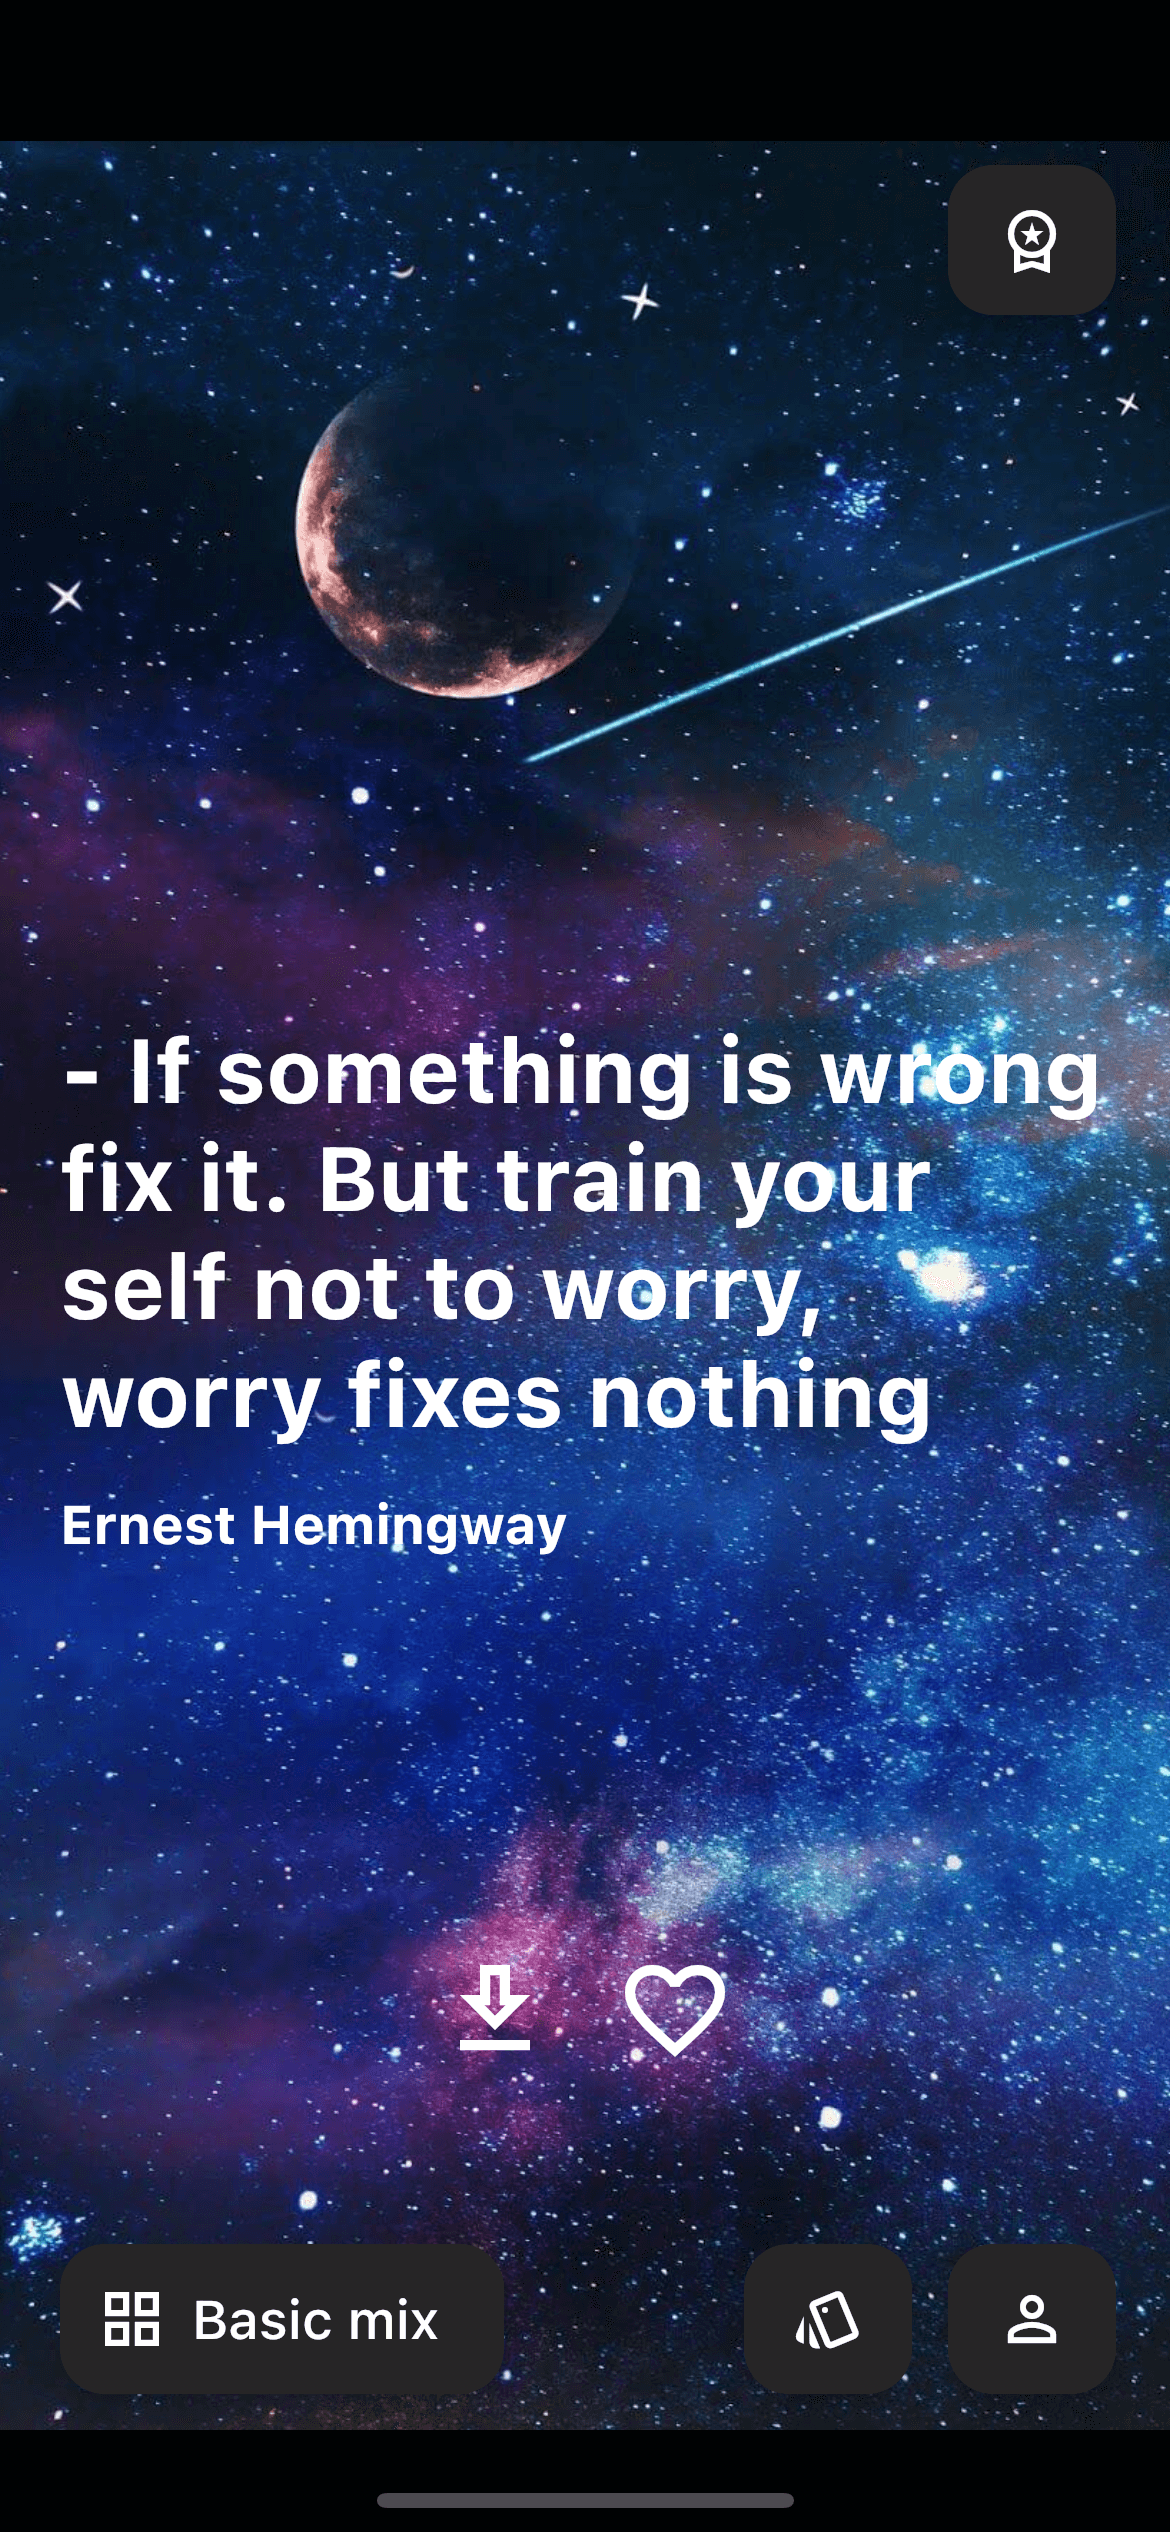 - If something is wrong
fix it. But train your
self not to worry,
worry fixes nothing
Ernest Hemingway
Basic mix